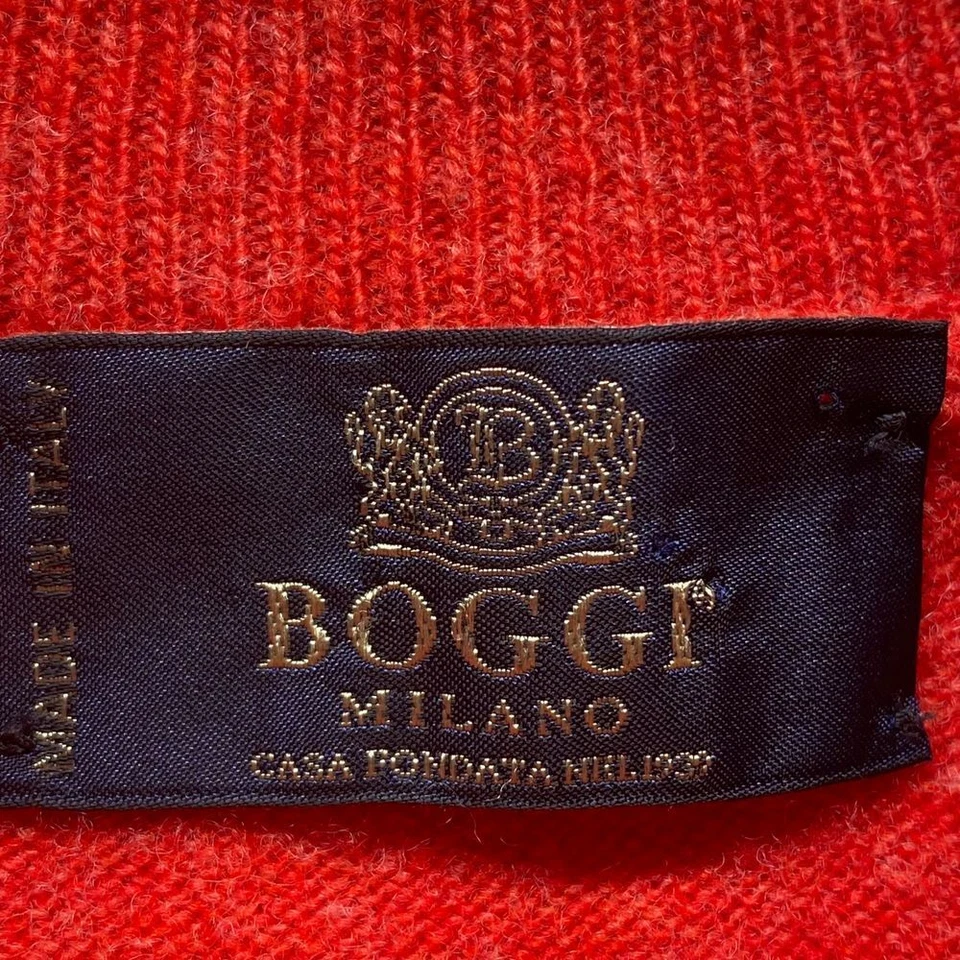 MADE IN ITALY
B
BOGGI
MILANO
CASA FONDATA NEL 1939